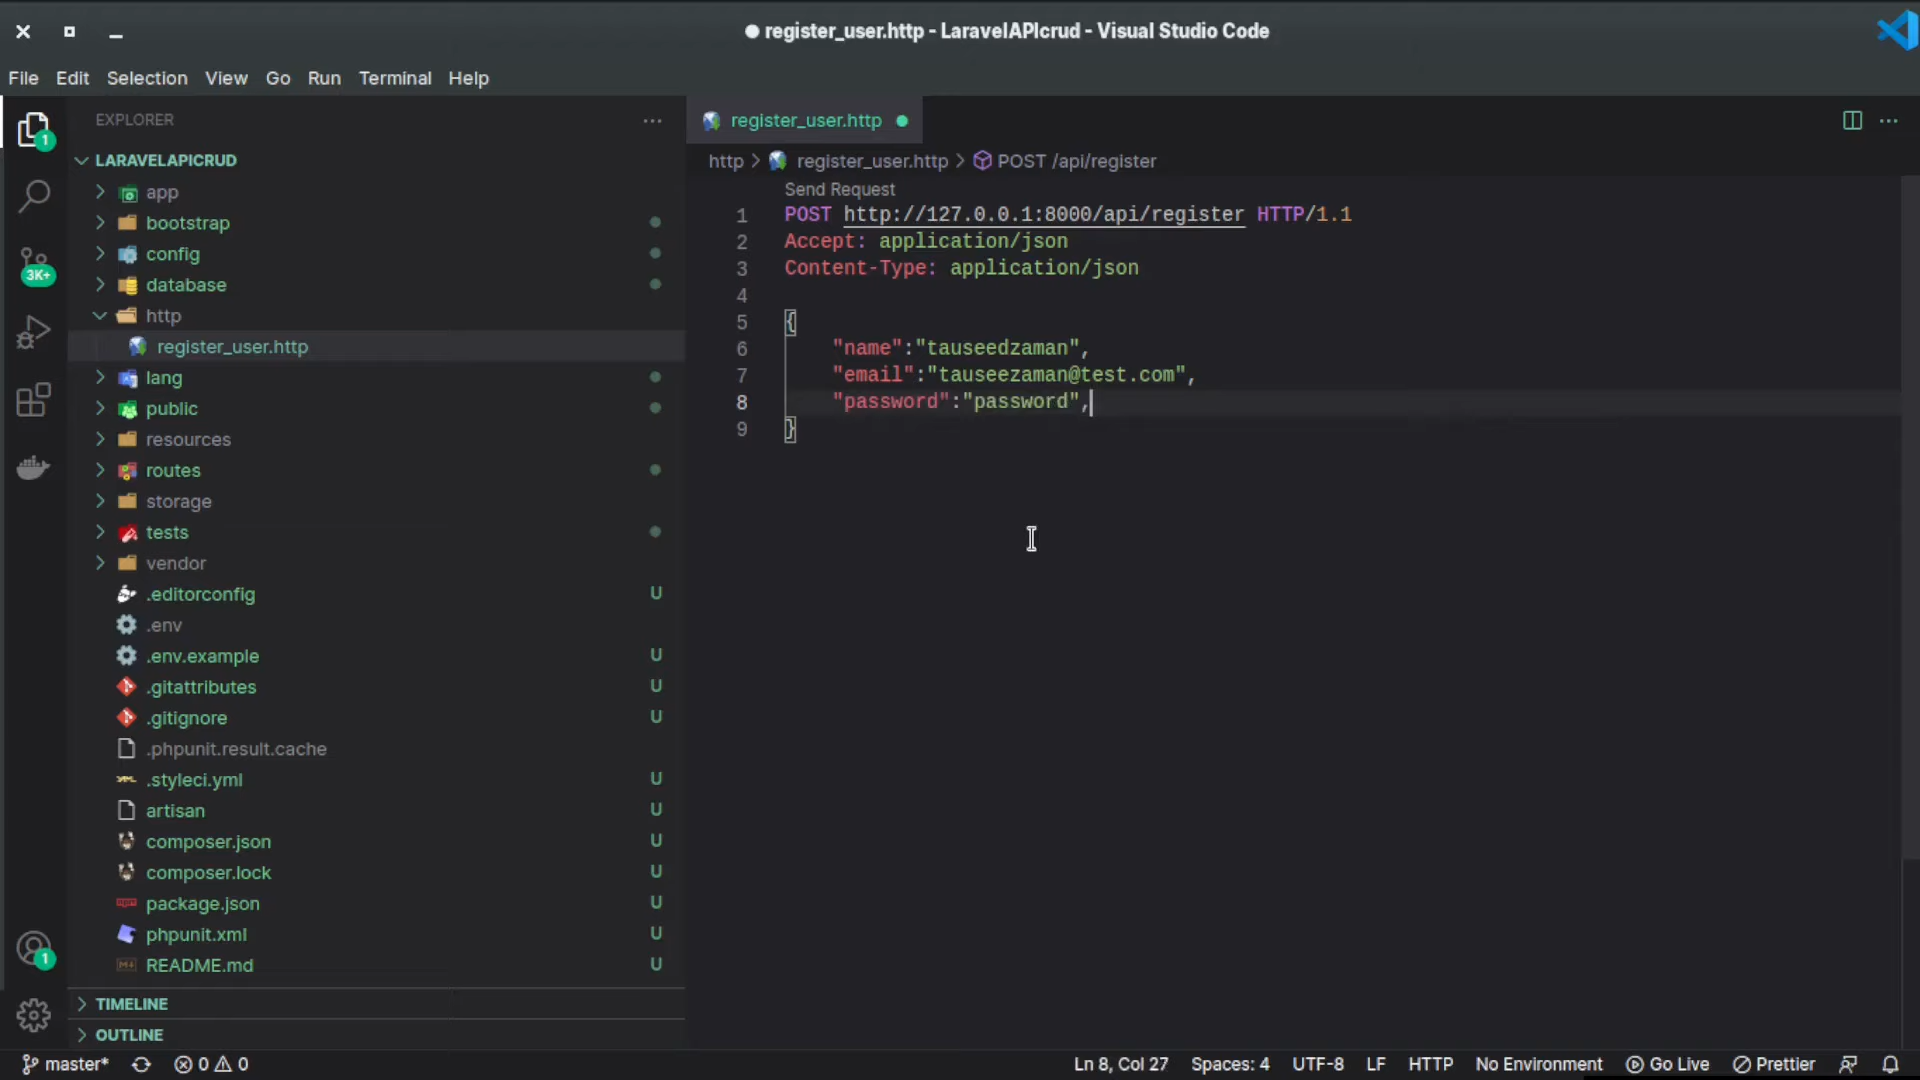 register_user.http - LaravelAPIcrud - Visual Studio Code
File Edit Selection View Go Run Terminal Help
EXPLORER
LARAVELAPICRUD
app
bootstrap
config
database
http
register_user.http
lang
public
resources
routes
storage
tests
vendor
.editorconfig U
.env
.env.example U
.gitattributes U
.gitignore U
.phpunit.result.cache
.styleci.yml U
artisan U
composer.json U
composer.lock U
package.json U
phpunit.xml U
README.md U
TIMELINE
OUTLINE
1
3K+
1
register_user.http
http > register_user.http > POST /api/register
Send Request
1 POST http://127.0.0.1:8000/api/register HTTP/1.1
2 Accept: application/json
3 Content-Type: application/json
4
5 {
6 "name":"tauseedzaman",
7 "email":"tauseezaman@test.com",
8 "password":"password",
9 }
master* 0 0 Ln 8, Col 27 Spaces: 4 UTF-8 LF HTTP No Environment Go Live Prettier